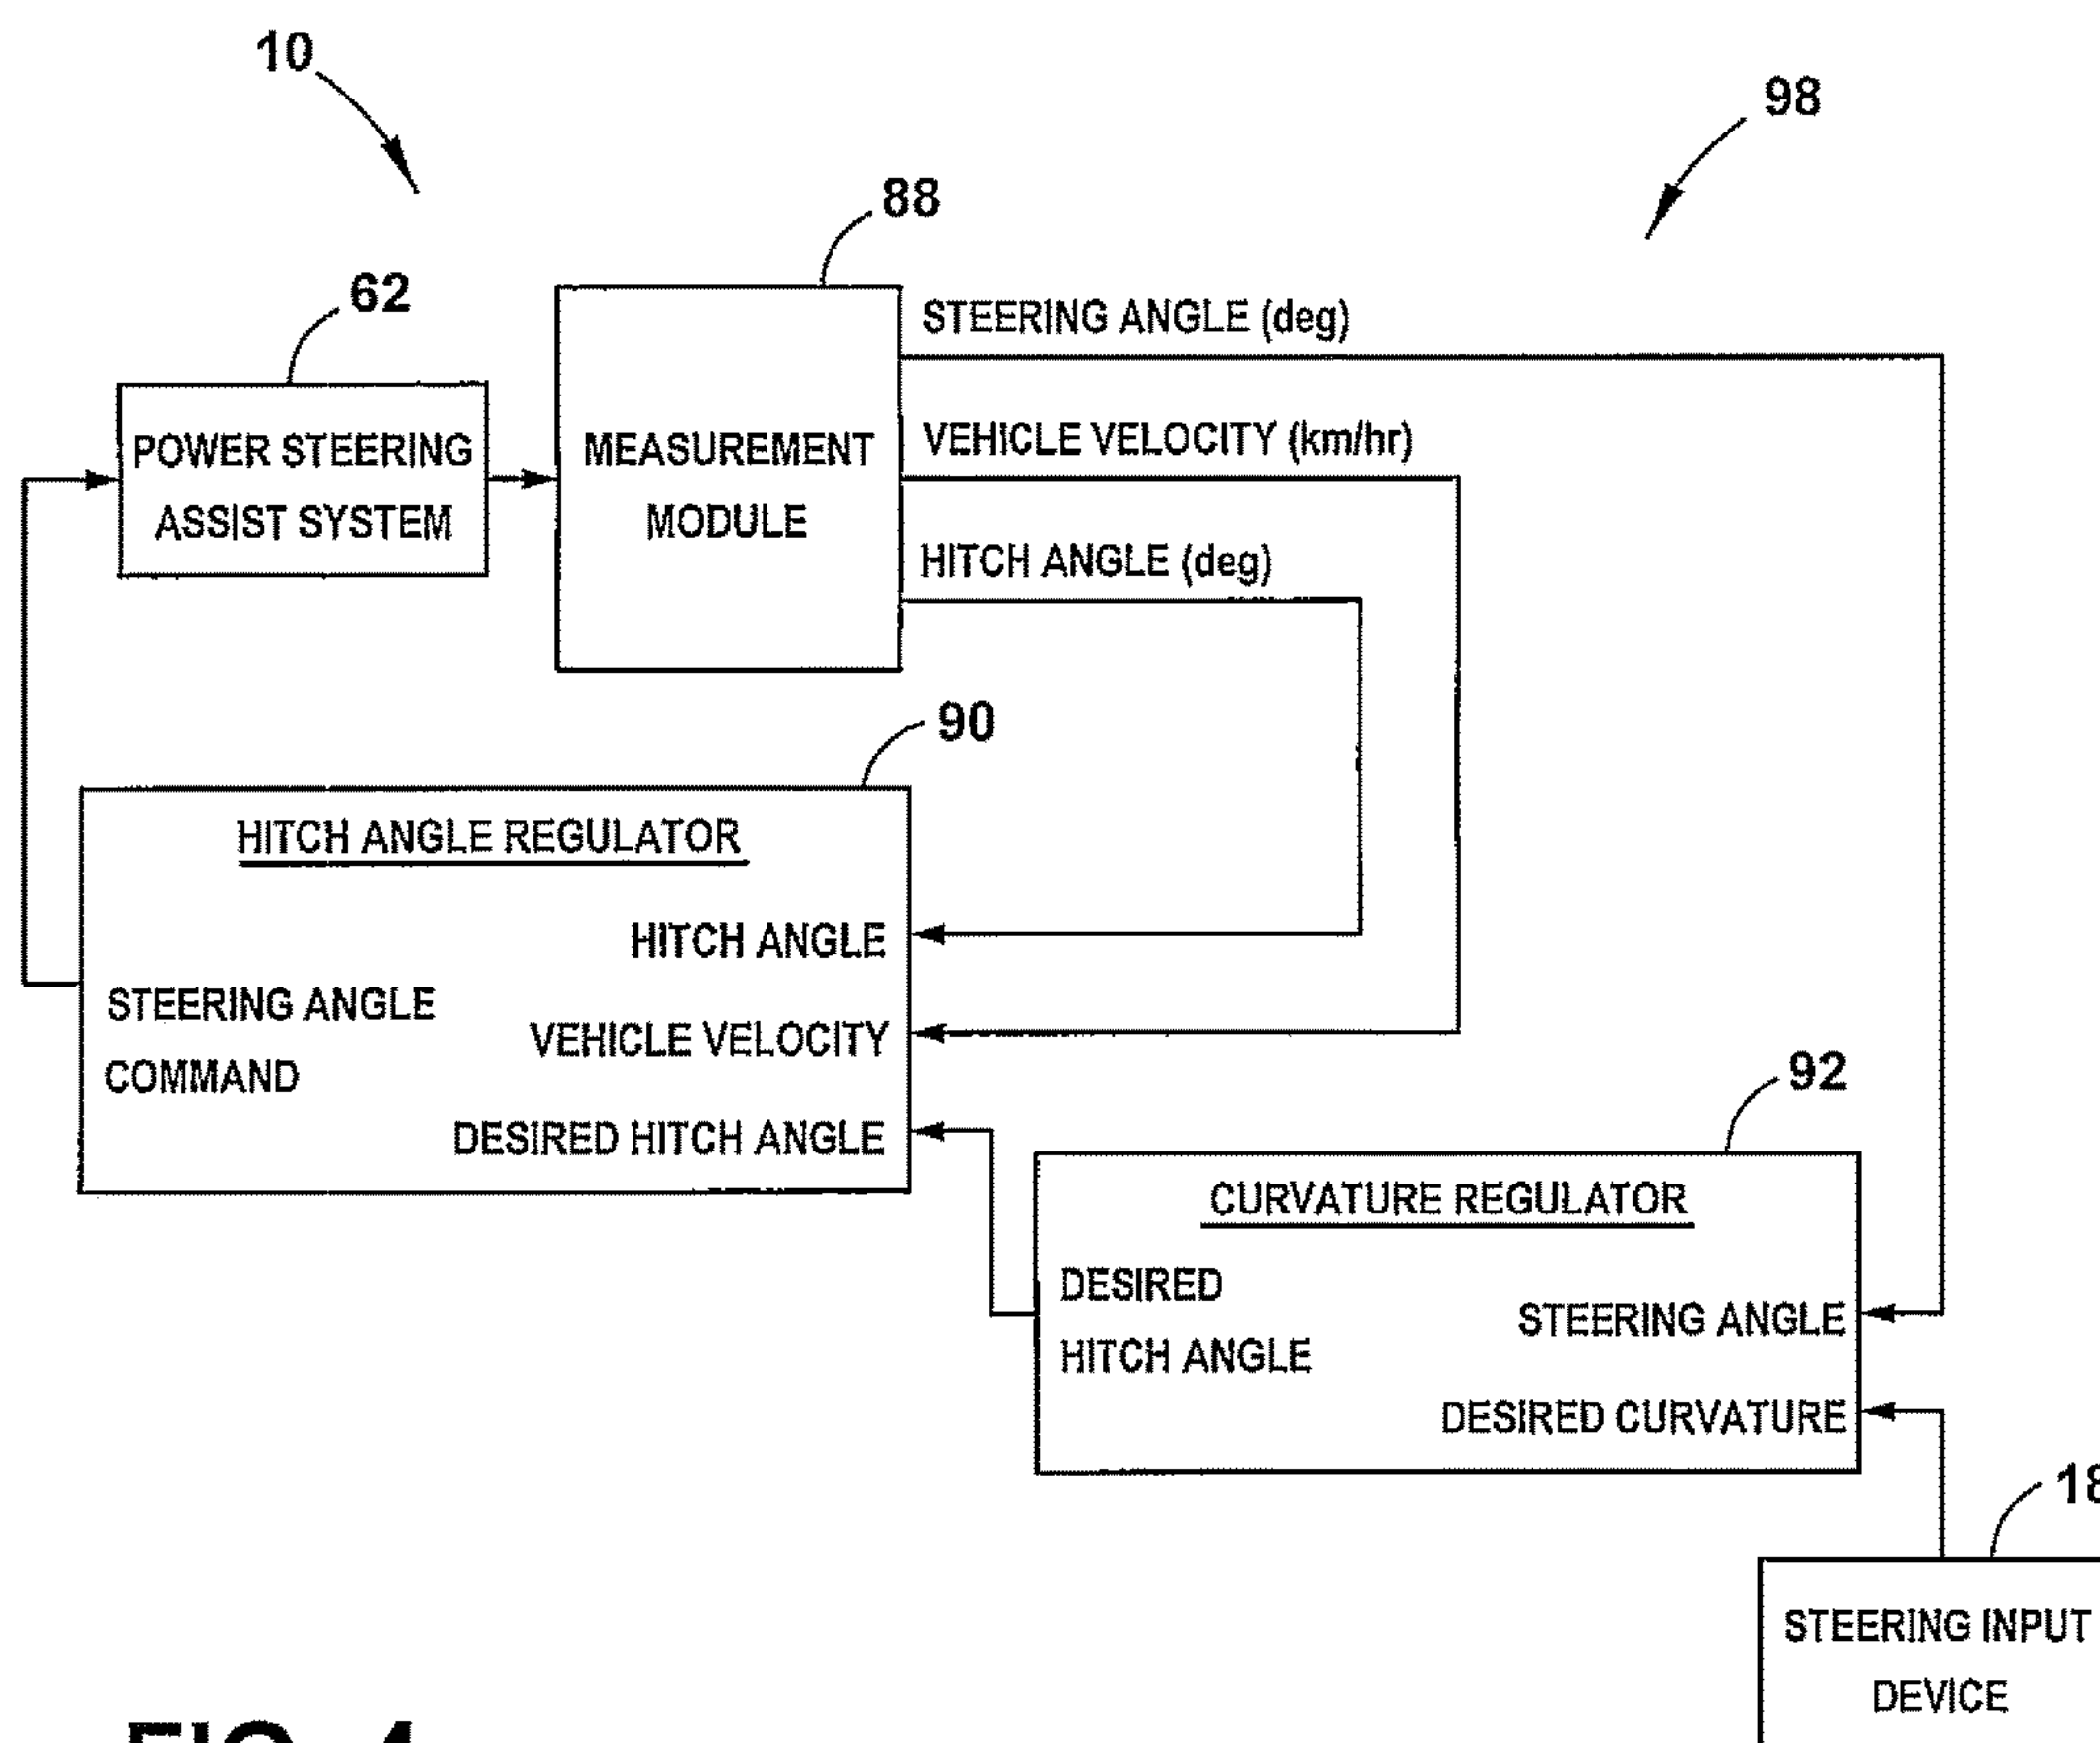 10
98
88
62
STEERING ANGLE (deg)
POWER STEERING
ASSIST SYSTEM
MEASUREMENT
MODULE
VEHICLE VELOCITY (km/hr)
HITCH ANGLE (deg)
90
HITCH ANGLE REGULATOR
HITCH ANGLE
STEERING ANGLE
COMMAND
VEHICLE VELOCITY
DESIRED HITCH ANGLE
92
CURVATURE REGULATOR
DESIRED
HITCH ANGLE
STEERING ANGLE
DESIRED CURVATURE
18
STEERING INPUT
DEVICE